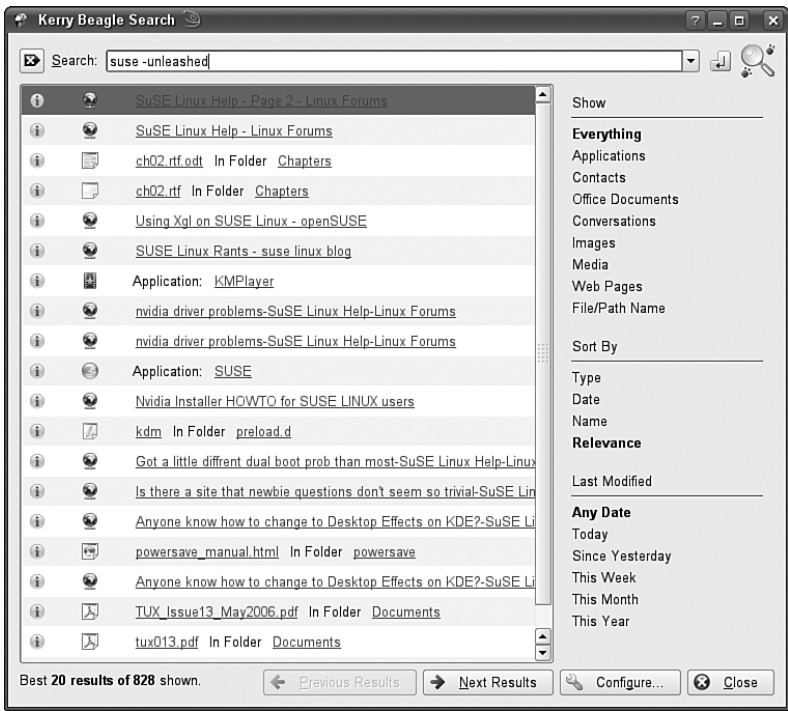 Kerry Beagle Search
Search: suse -unleashed
SuSE Linux Help - Page 2 - Linux Forums
SuSE Linux Help - Linux Forums
ch02.rtf.odt In Folder Chapters
ch02.rtf In Folder Chapters
Using Xgl on SUSE Linux - openSUSE
SUSE Linux Rants - suse linux blog
Application: KMPlayer
nvidia driver problems-SuSE Linux Help-Linux Forums
nvidia driver problems-SuSE Linux Help-Linux Forums
Application: SUSE
Nvidia Installer HOWTO for SUSE LINUX users
kdm In Folder preload.d
Got a little diffrent dual boot prob than most-SuSE Linux Help-Linux
Is there a site that newbie questions don't seem so trivial-SuSE Lin
Anyone know how to change to Desktop Effects on KDE?-SuSE Li
powersave_manual.html In Folder powersave
Anyone know how to change to Desktop Effects on KDE?-SuSE Li
TUX_Issue13_May2006.pdf In Folder Documents
tux013.pdf In Folder Documents
Show
Everything
Applications
Contacts
Office Documents
Conversations
Images
Media
Web Pages
File/Path Name
Sort By
Type
Date
Name
Relevance
Last Modified
Any Date
Today
Since Yesterday
This Week
This Month
This Year
Best 20 results of 828 shown.
Previous Results
Next Results
Configure...
Close